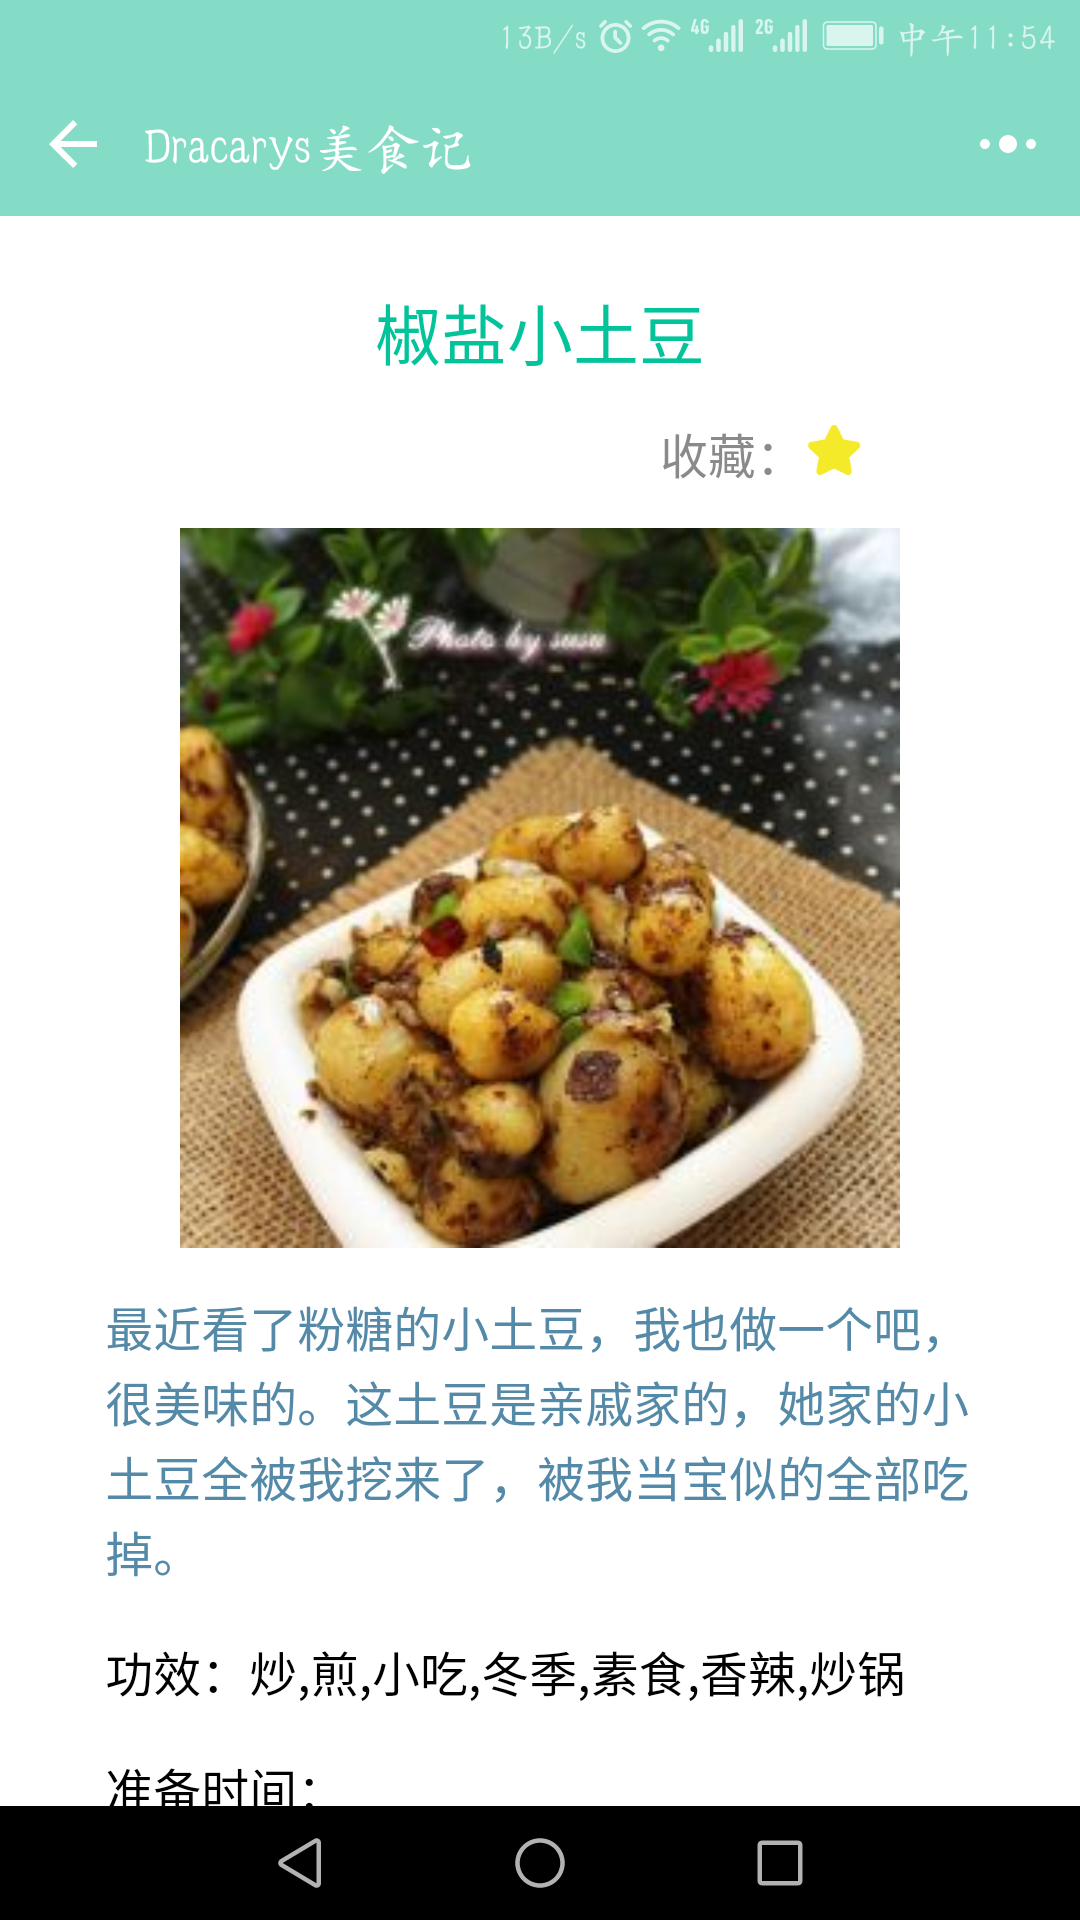 13B/s 4G 2G 中午11:54
Dracarys美食记
椒盐小土豆
收藏：
Photo by susu
最近看了粉糖的小土豆，我也做一个吧，
很美味的。这土豆是亲戚家的，她家的小
土豆全被我挖来了，被我当宝似的全部吃
掉。
功效：炒,煎,小吃,冬季,素食,香辣,炒锅
准备时间：